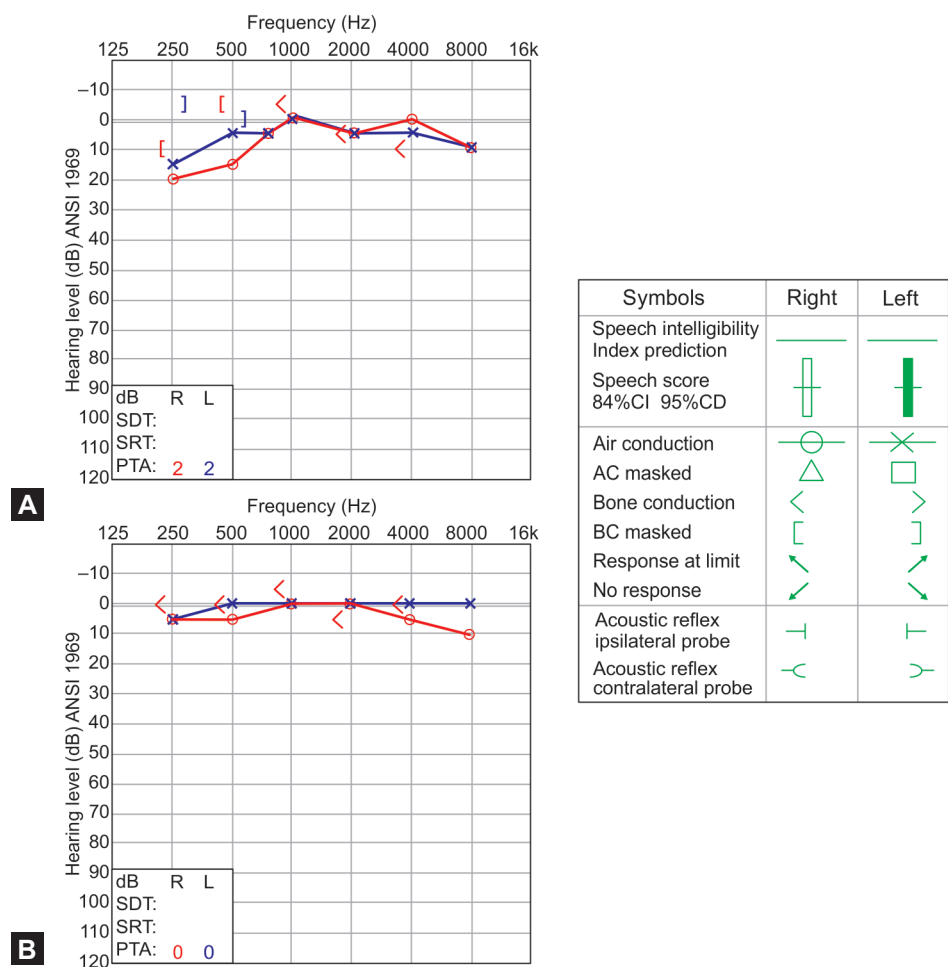 Frequency (Hz)
125 250 500 1000 2000 4000 8000 16k
Hearing level (dB) ANSI 1969
–10
0
10
20
30
40
50
60
70
80
90
100
110
120
dB R L
SDT:
SRT:
PTA: 2 2
A
Frequency (Hz)
125 250 500 1000 2000 4000 8000 16k
Hearing level (dB) ANSI 1969
–10
0
10
20
30
40
50
60
70
80
90
100
110
120
dB R L
SDT:
SRT:
PTA: 0 0
B
Symbols Right Left
Speech intelligibility
Index prediction
Speech score
84%CI 95%CD
Air conduction
AC masked
Bone conduction
BC masked
Response at limit
No response
Acoustic reflex
ipsilateral probe
Acoustic reflex
contralateral probe